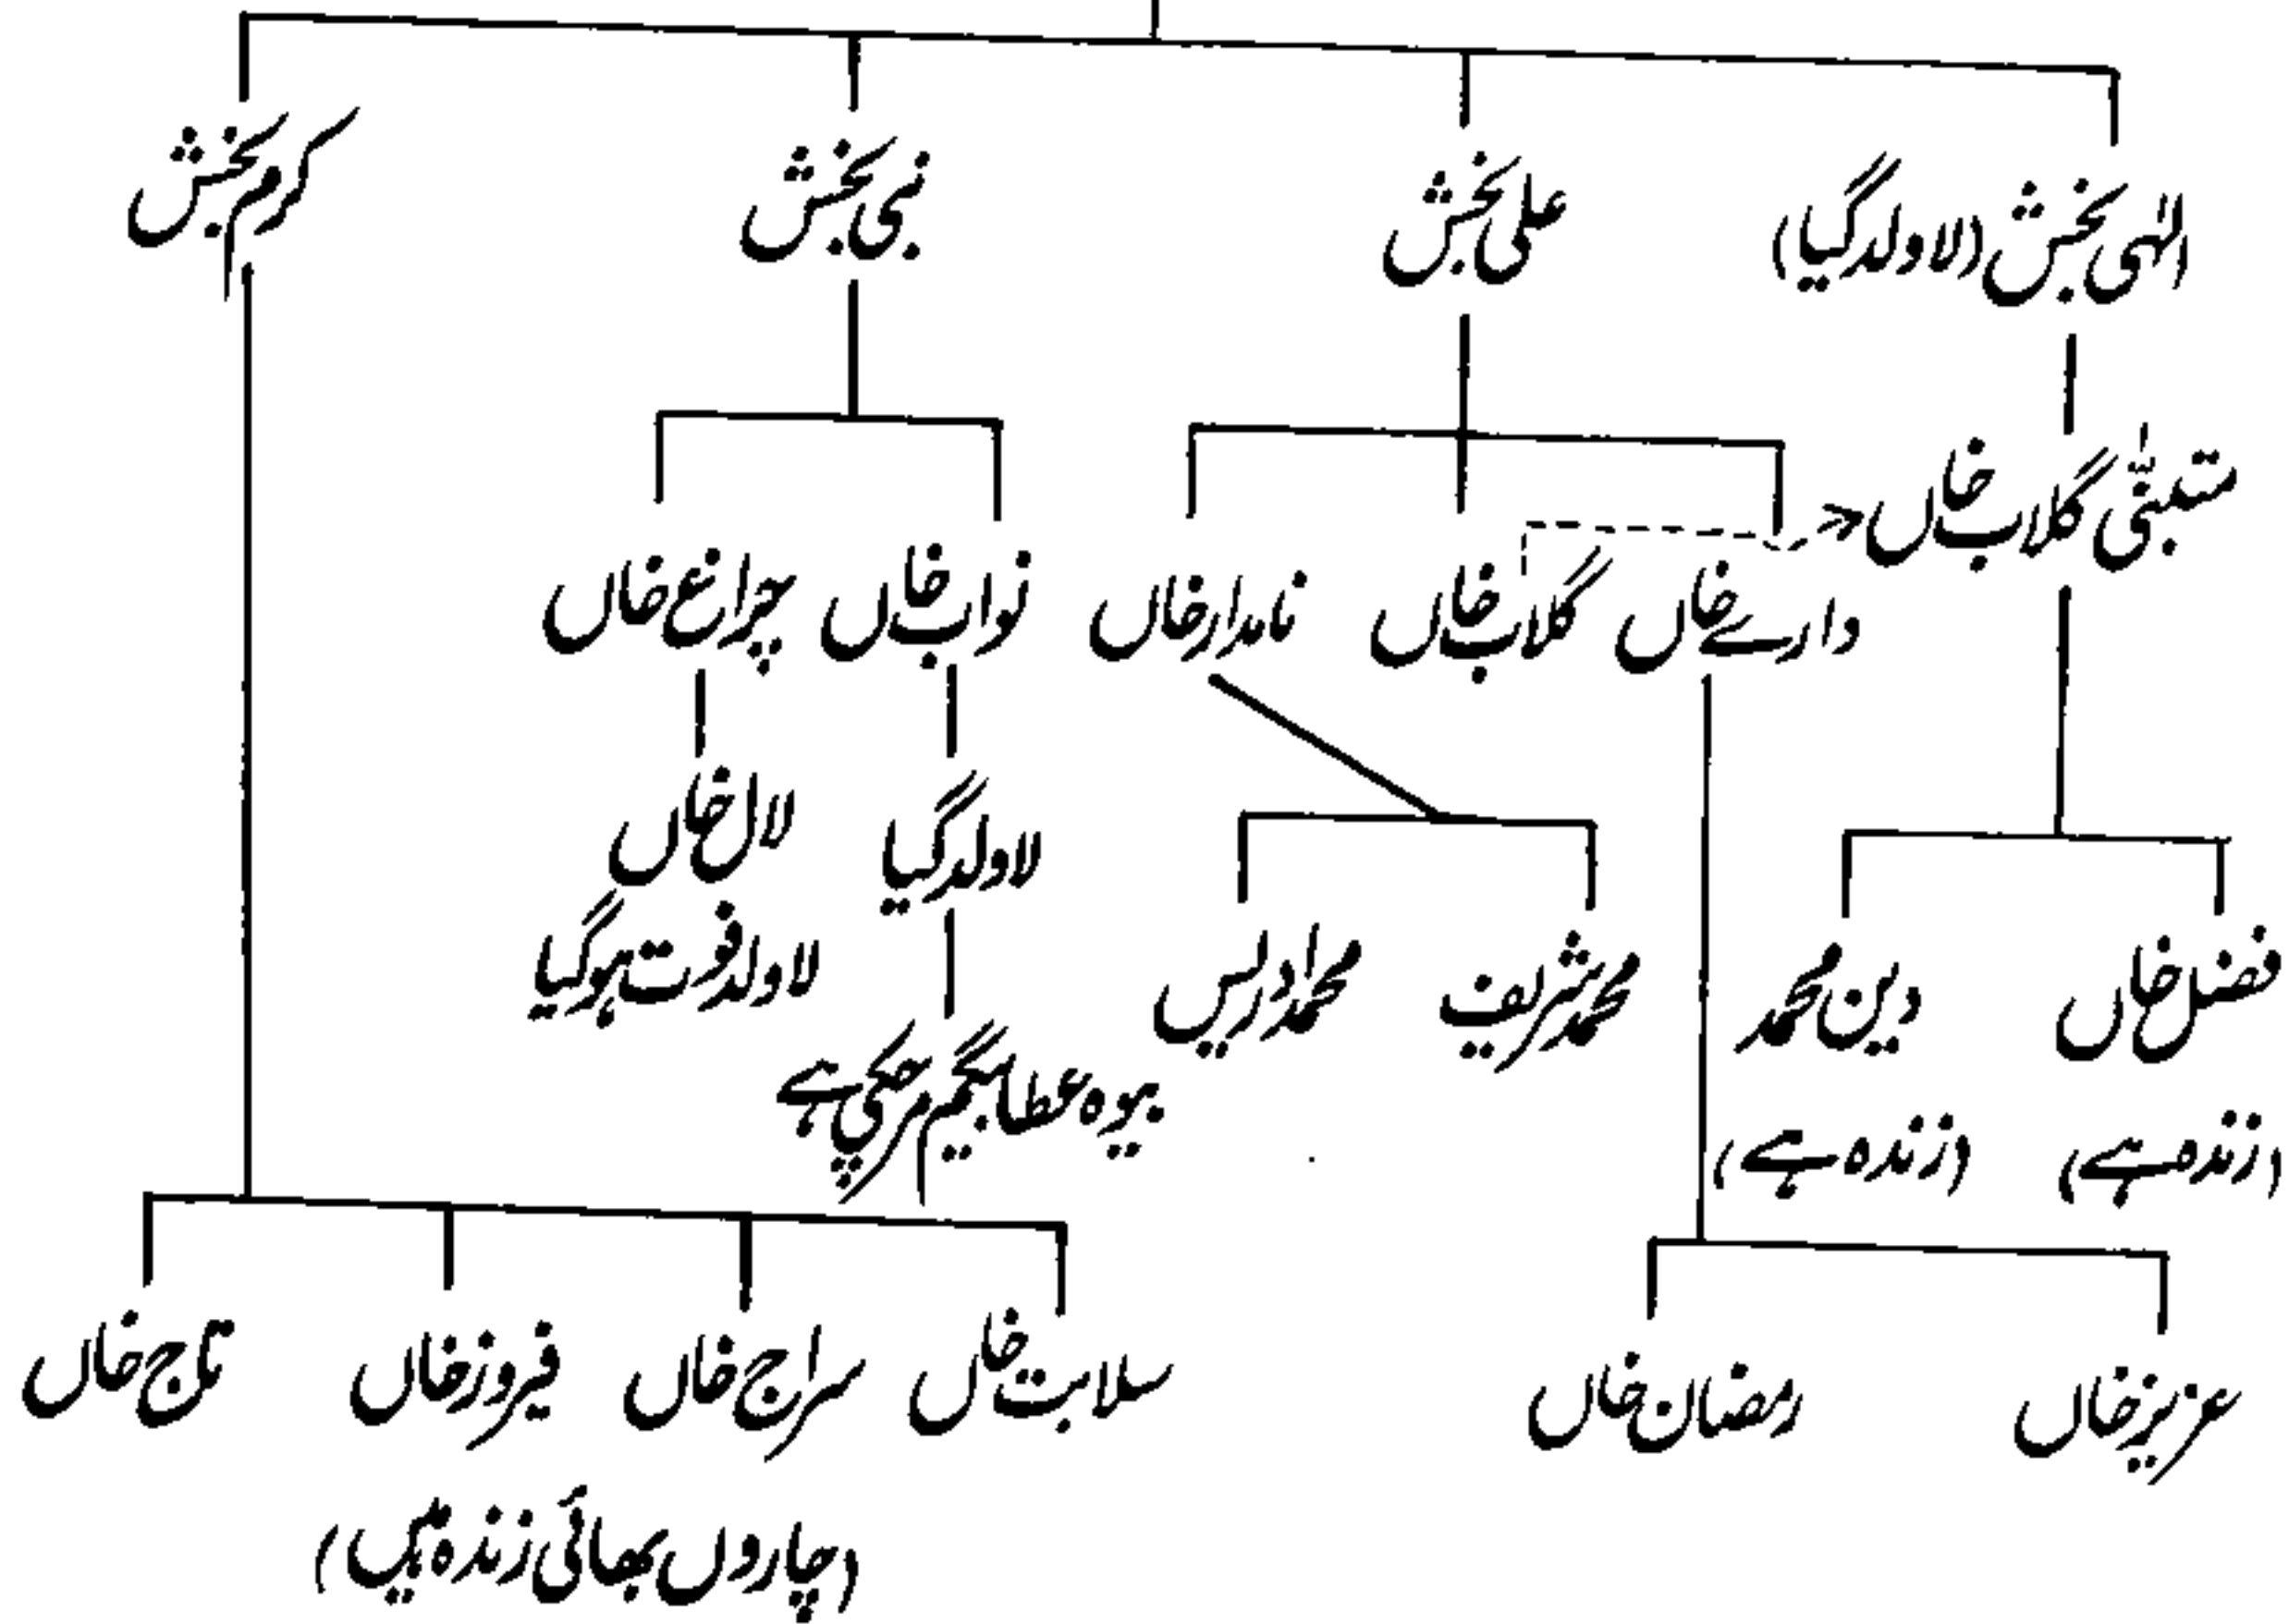 الٰہی بخش (لاولد گیا) علی بخش نبی بخش کرم بخش
متبنّٰی گلاب خاں
دارے خاں گلاب خاں نامدار خاں نواب خاں چراغ خاں
لاولد گیا لال خاں
لاولد فوت ہو گیا
فضل خاں دین محمد محمد شریف محمد ادریس
(زندہ ہے) (زندہ ہے) بیوہ عطا بیگم مر چکی ہے
عزیز خاں رمضان خاں سلابت خاں سراج خاں فیروز خاں تاج خاں
(چاروں بھائی زندہ ہیں)